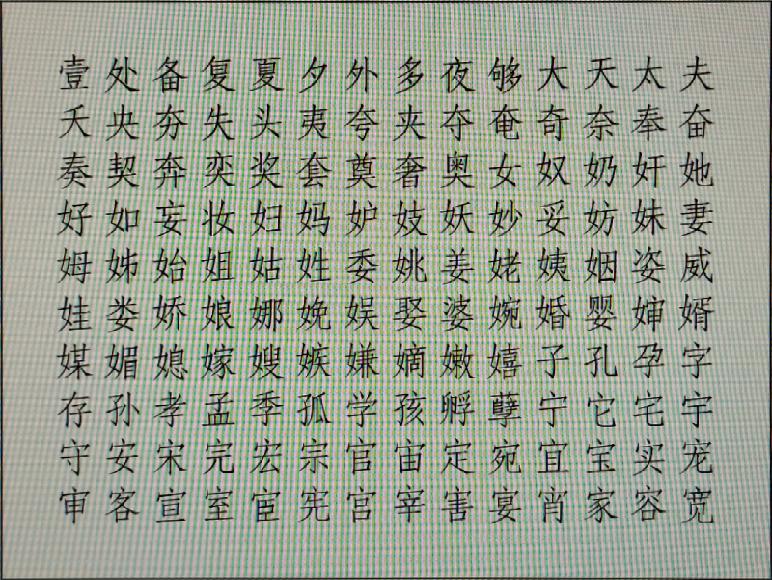 壹处备复夏夕外多夜够大天太夫
夭央夯失头夷夸夹夺奄奇奈奉奋
奏契奔奕奖套奠奢奥女奴奶奸她
好如妄妆妇妈妒妓妖妙妥妨妹妻
姆姊始姐姑姓委姚姜姥姨姻姿威
娃娄娇娘娜娩娱娶婆婉婚婴婶婿
媒媚媳嫁嫂嫉嫌嫡嫩嬉子孔孕字
存孙孝孟季孤学孩孵孽宁它宅宇
守安宋完宏宗官宙定宛宜宝实宠
审客宣室宦宪宫宰害宴宵家容宽